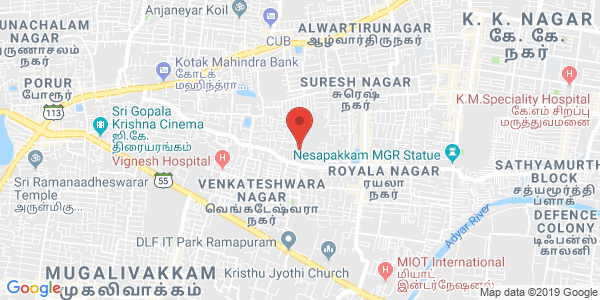 UNACHALAM
NAGAR
ருணாசலம்
நகர்
Anjaneyar Koil
CUB
ALWARTIRUNAGAR
ஆழ்வார்திருநகர்
K. K. NAGAR
கே. கே.
நகர்
Kotak Mahindra Bank
கோடக்
மஹிந்த்ரா...
PORUR
போரூர்
113
SURESH NAGAR
சுரேஷ்
நகர்
K.M.Speciality Hospital
கே.எம் சிறப்பு
மருத்துவமனை
Sri Gopala
Krishna Cinema
ஜி.கே.
திரையரங்கம்
Vignesh Hospital
Nesapakkam MGR Statue
Sri Ramanaadheswarar
Temple
அருள்மிகு
55
VENKATESHWARA
NAGAR
வெங்கடேஷ்வரா
நகர்
ROYALA NAGAR
ரயலா
நகர்
SATHYAMURTH
BLOCK
சத்யமூர்த்தி
ப்ளாக்
Adyar River
DEFENCE
COLONY
டிஃபன்ஸ்
காலனி
DLF IT Park Ramapuram
Kristhu Jyothi Church
MIOT International
மியாட்
இன்டர்நேஷனல்
MUGALIVAKKAM
முகலிவாக்கம்
Google
Map data ©2019 Google